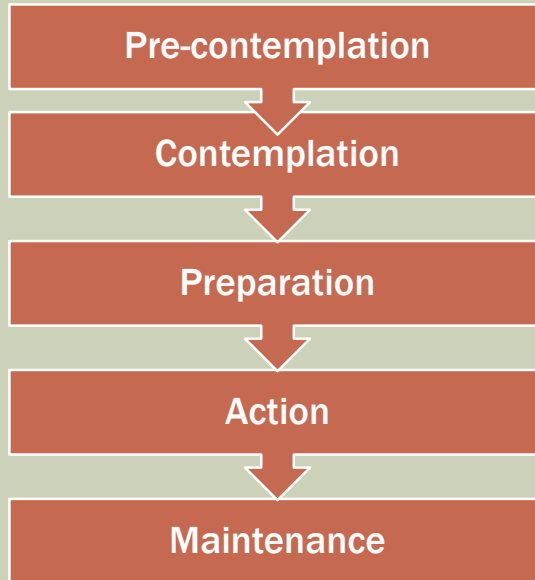 Pre-contemplation
Contemplation
Preparation
Action
Maintenance